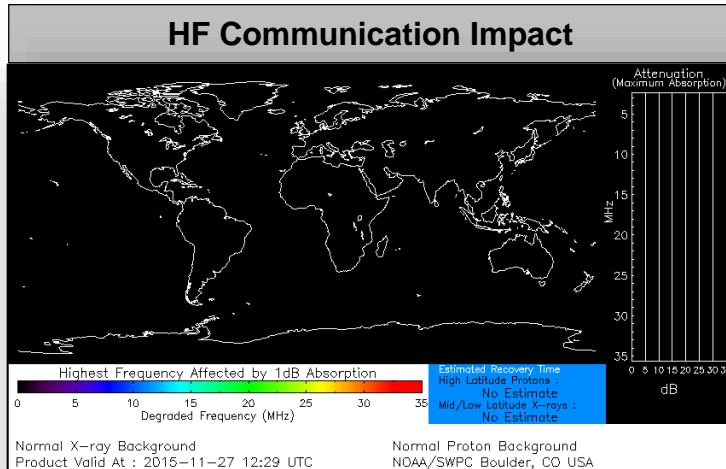 HF Communication Impact
Attenuation
(Maximum Absorption)
5
10
15
20
25
30
35
MHz
0 5 10 15 20 25 30 3
dB
Highest Frequency Affected by 1dB Absorption
0 5 10 15 20 25 30 35
Degraded Frequency (MHz)
Estimated Recovery Time
High Latitude Protons :
No Estimate
Mid/Low Latitude X-rays :
No Estimate
Normal X-ray Background
Product Valid At : 2015-11-27 12:29 UTC
Normal Proton Background
NOAA/SWPC Boulder, CO USA